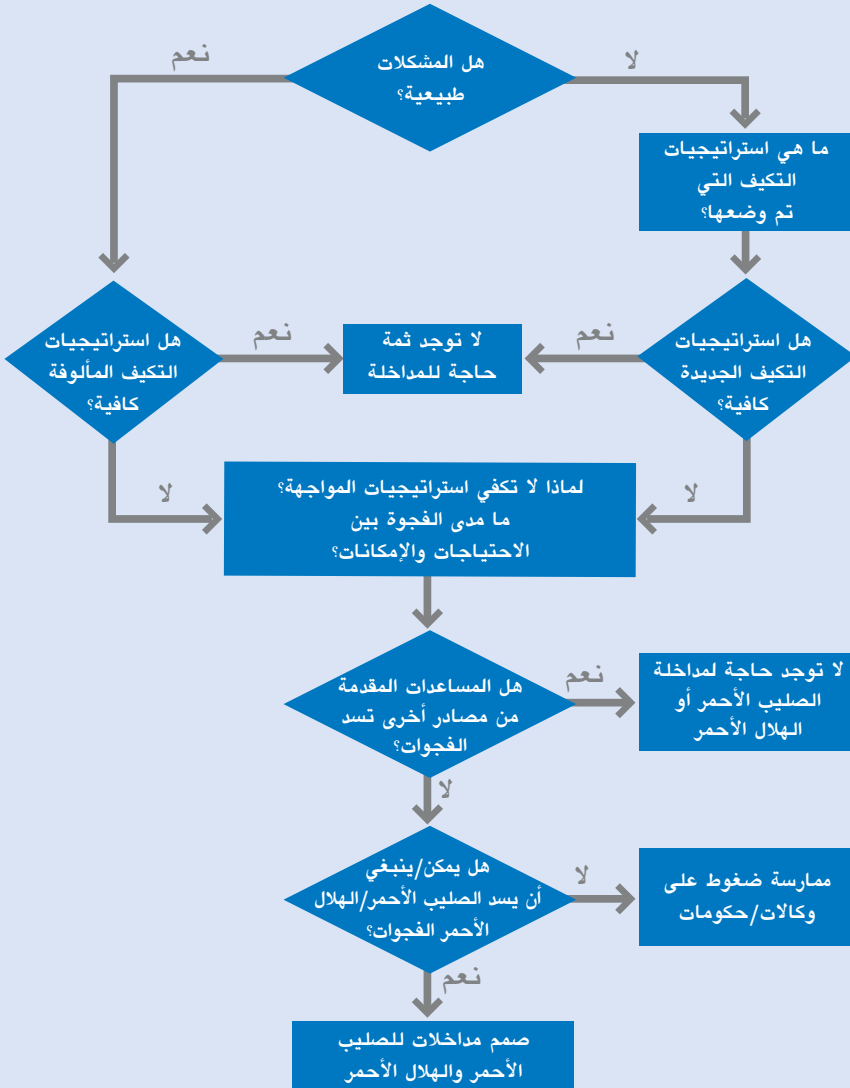 هل المشكلات
طبيعية؟
نعم
لا
ما هي استراتيجيات
التكيف التي
تم وضعها؟
هل استراتيجيات
التكيف الجديدة
كافية؟
نعم
لا توجد ثمة
حاجة للمداخلة
نعم
هل استراتيجيات
التكيف المألوفة
كافية؟
لا
لا
لماذا لا تكفي استراتيجيات المواجهة؟
ما مدى الفجوة بين
الاحتياجات والإمكانات؟
هل المساعدات المقدمة
من مصادر أخرى تسد
الفجوات؟
نعم
لا توجد حاجة لمداخلة
الصليب الأحمر أو
الهلال الأحمر
لا
هل يمكن/ينبغي
أن يسد الصليب الأحمر/الهلال
الأحمر الفجوات؟
لا
ممارسة ضغوط على
وكالات/حكومات
نعم
صمم مداخلات للصليب
الأحمر والهلال الأحمر